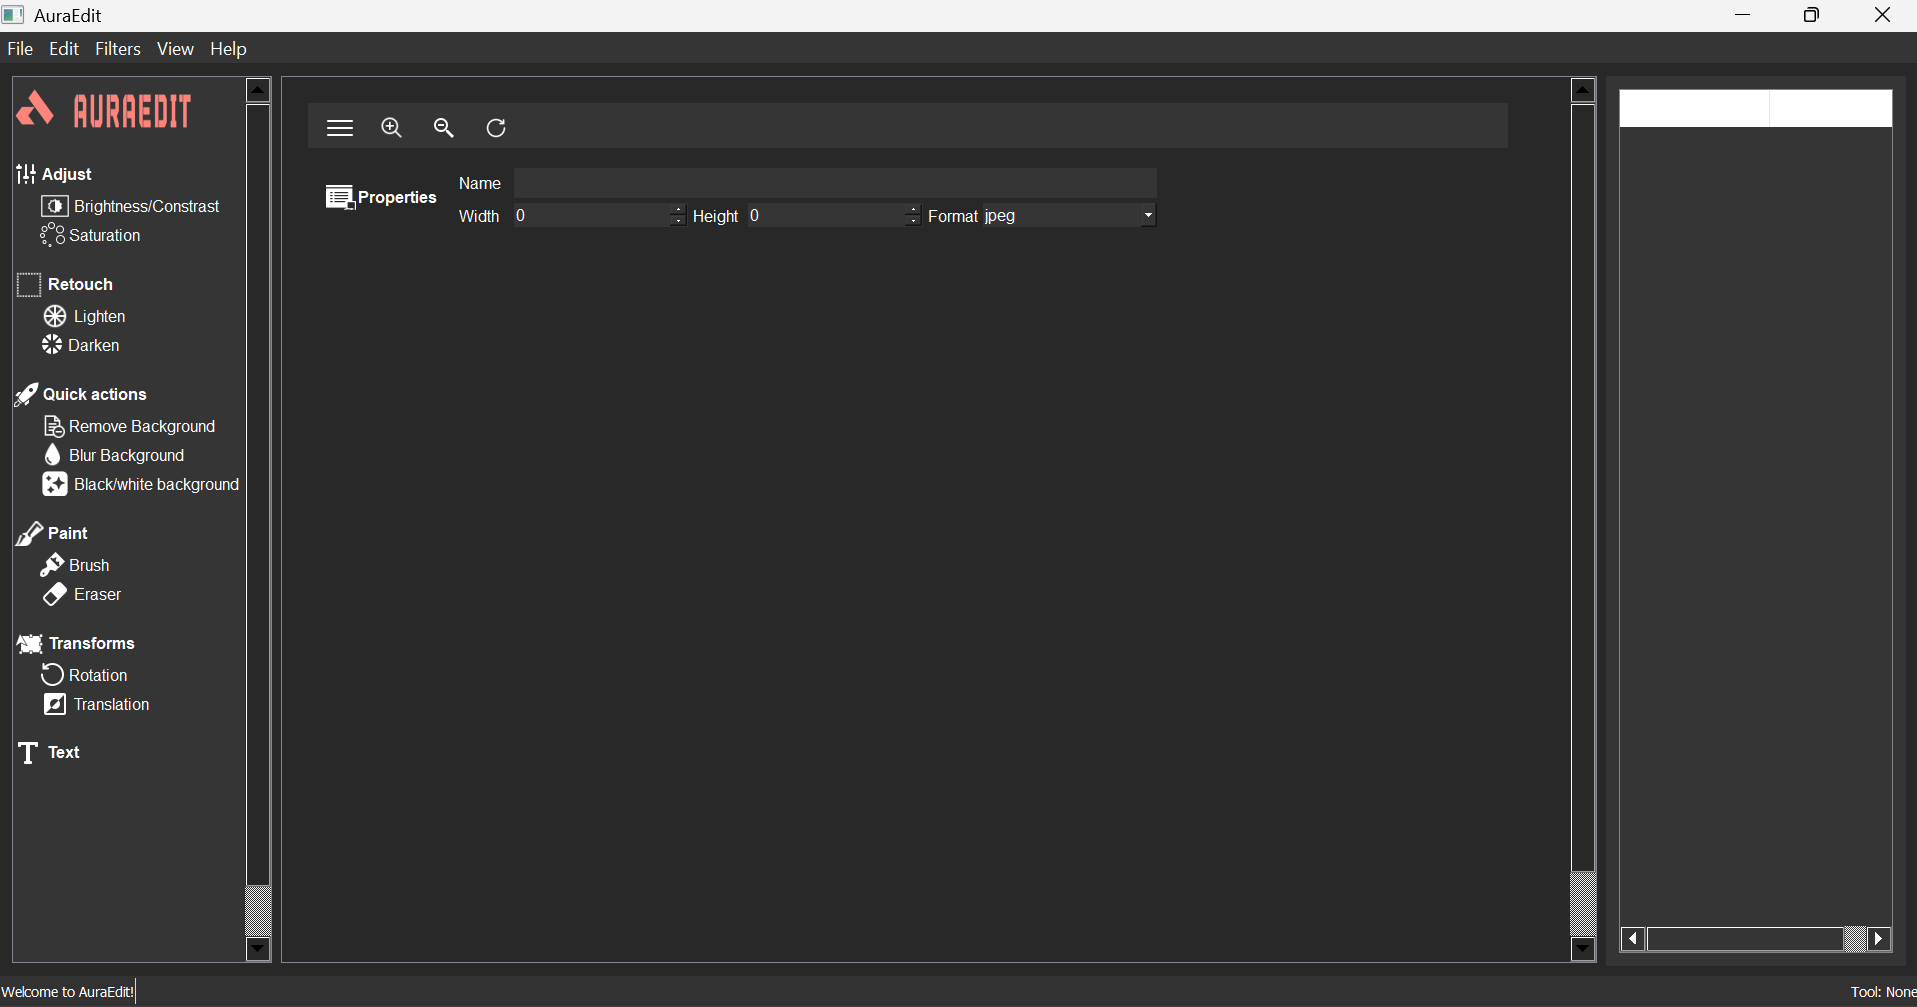 AuraEdit
File Edit Filters View Help
AURAEDIT
Adjust
Brightness/Constrast
Saturation
Retouch
Lighten
Darken
Quick actions
Remove Background
Blur Background
Black/white background
Paint
Brush
Eraser
Transforms
Rotation
Translation
Text
Properties
Name
Width 0 Height 0 Format jpeg
Welcome to AuraEdit!
Tool: None